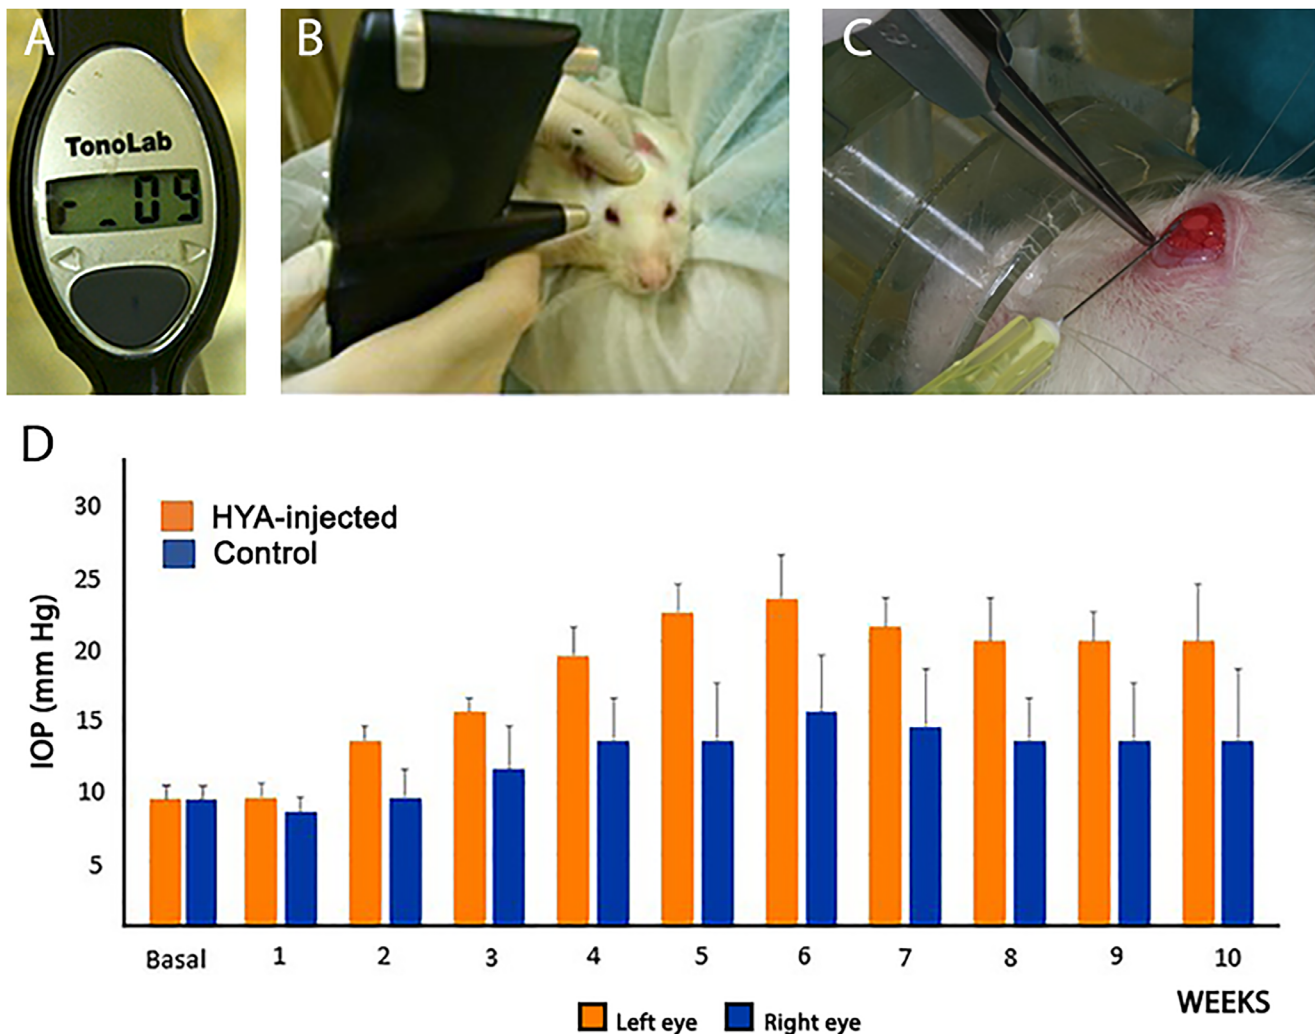 A
B
C
TonoLab
r_09
D
30
25
20
15
10
5
IOP (mm Hg)
HYA-injected
Control
Basal 1 2 3 4 5 6 7 8 9 10
WEEKS
Left eye Right eye